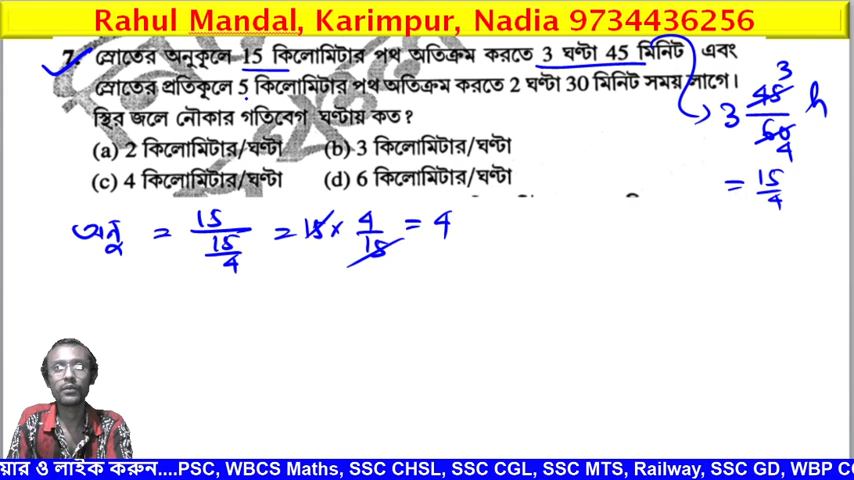 Rahul Mandal, Karimpur, Nadia 9734436256
7. স্রোতের অনুকূলে 15 কিলোমিটার পথ অতিক্রম করতে 3 ঘণ্টা 45 মিনিট এবং
স্রোতের প্রতিকূলে 5 কিলোমিটার পথ অতিক্রম করতে 2 ঘণ্টা 30 মিনিট সময় লাগে।
স্থির জলে নৌকার গতিবেগ ঘণ্টায় কত?
(a) 2 কিলোমিটার/ঘণ্টা (b) 3 কিলোমিটার/ঘণ্টা
(c) 4 কিলোমিটার/ঘণ্টা (d) 6 কিলোমিটার/ঘণ্টা
3 45/60 h
3
4
= 15/4
অনু = 15/(15/4) = 15 × 4/15 = 4
য়ার ও লাইক করুন....PSC, WBCS Maths, SSC CHSL, SSC CGL, SSC MTS, Railway, SSC GD, WBP CO